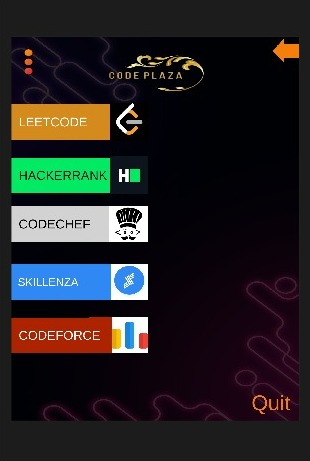 CODE PLAZA
LEETCODE
HACKERRANK
H
CODECHEF
SKILLENZA
CODEFORCE
Quit